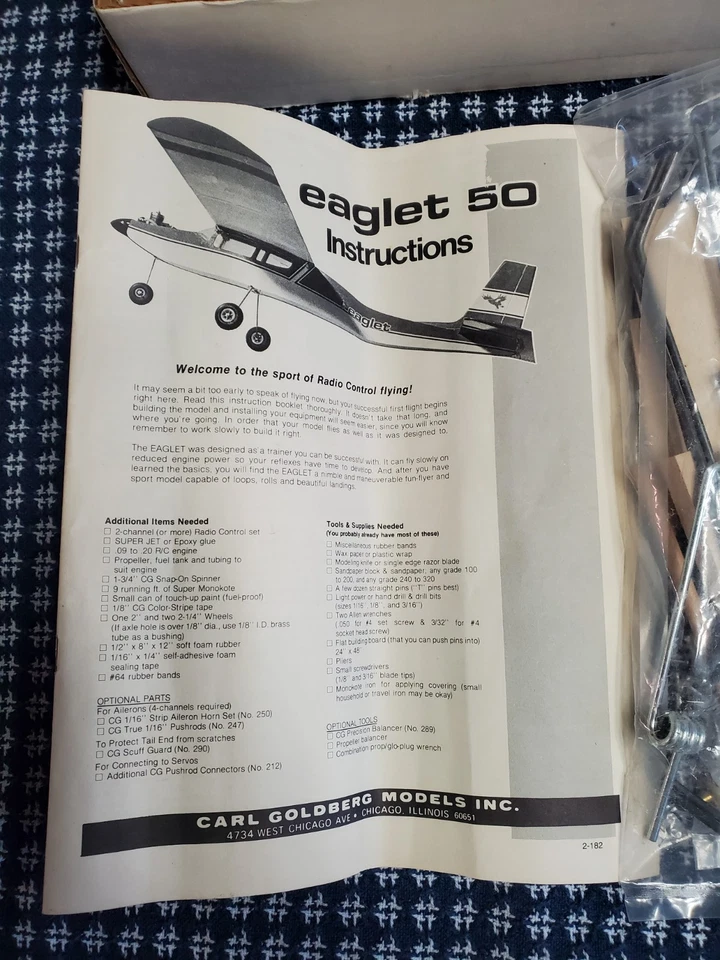 eaglet 50
Instructions
eaglet
Welcome to the sport of Radio Control flying!
It may seem a bit too early to speak of flying now, but your successful first flight begins
right here. Read this instruction booklet thoroughly. It doesn't take that long, and
building the model and installing your equipment will seem easier, since you will know
where you're going. In order that your model flies as well as it was designed to,
remember to work slowly to build it right.
The EAGLET was designed as a trainer you can be successful with. It can fly slowly on
reduced engine power so your reflexes have time to develop. And after you have
learned the basics, you will find the EAGLET a nimble and maneuverable fun-flyer and
sport model capable of loops, rolls and beautiful landings.
Additional Items Needed
☐ 2-channel (or more) Radio Control set
☐ SUPER JET or Epoxy glue
☐ .09 to .20 R/C engine
☐ Propeller, fuel tank and tubing to
suit engine
☐ 1-3/4'' CG Snap-On Spinner
☐ 9 running ft. of Super Monokote
☐ Small can of touch-up paint (fuel-proof)
☐ 1/8'' CG Color-Stripe tape
☐ One 2'' and two 2-1/4'' Wheels
(If axle hole is over 1/8'' dia., use 1/8'' I.D. brass
tube as a bushing)
☐ 1/2'' x 8'' x 12'' soft foam rubber
☐ 1/16'' x 1/4'' self-adhesive foam
sealing tape
☐ #64 rubber bands
OPTIONAL PARTS
For Ailerons (4-channels required)
☐ CG 1/16'' Strip Aileron Horn Set (No. 250)
☐ CG True 1/16'' Pushrods (No. 247)
To Protect Tail End from scratches
☐ CG Scuff Guard (No. 290)
For Connecting to Servos
☐ Additional CG Pushrod Connectors (No. 212)
Tools & Supplies Needed
(You probably already have most of these)
☐ Miscellaneous rubber bands
☐ Wax paper or plastic wrap
☐ Modeling knife or single edge razor blade
☐ Sandpaper block & sandpaper, any grade 100
to 200, and any grade 240 to 320
☐ A few dozen straight pins (''T'' pins best)
☐ Light power or hand drill & drill bits
(sizes 1/16'', 1/8'', and 3/16'')
☐ Two Allen wrenches
(.050 for #4 set screw & 3/32'' for #4
socket head screw)
☐ Flat building board (that you can push pins into)
24'' x 48''
☐ Pliers
☐ Small screwdrivers
(1/8'' and 3/16'' blade tips)
☐ Monokote iron for applying covering (small
household or travel iron may be okay)
OPTIONAL TOOLS
☐ CG Precision Balancer (No. 289)
☐ Propeller balancer
☐ Combination prop/glo-plug wrench
CARL GOLDBERG MODELS INC.
4734 WEST CHICAGO AVE • CHICAGO, ILLINOIS 60651
2-182